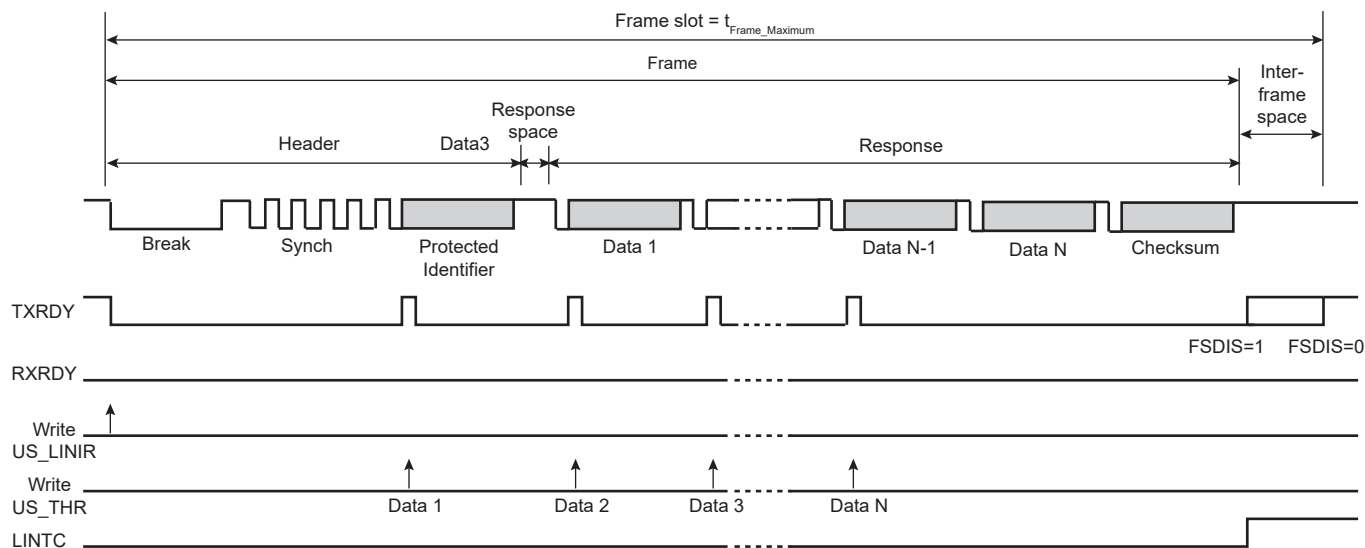 Frame slot = tFrame_Maximum
Frame
Inter-
frame
space
Response
space
Header
Data3
Response
Break
Synch
Protected
Identifier
Data 1
Data N-1
Data N
Checksum
TXRDY
FSDIS=1
FSDIS=0
RXRDY
Write
US_LINIR
Write
US_THR
Data 1
Data 2
Data 3
Data N
LINTC